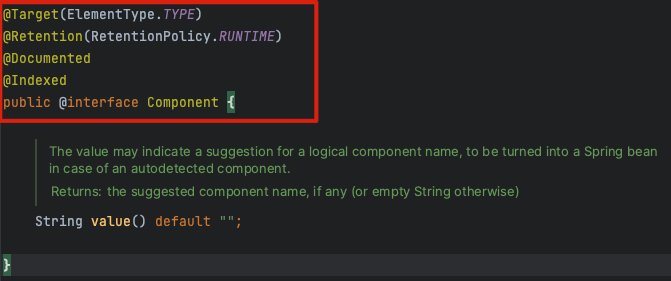 @Target(ElementType.TYPE)
@Retention(RetentionPolicy.RUNTIME)
@Documented
@Indexed
public @interface Component {
The value may indicate a suggestion for a logical component name, to be turned into a Spring bean
in case of an autodetected component.
Returns: the suggested component name, if any (or empty String otherwise)
String value() default "";
}